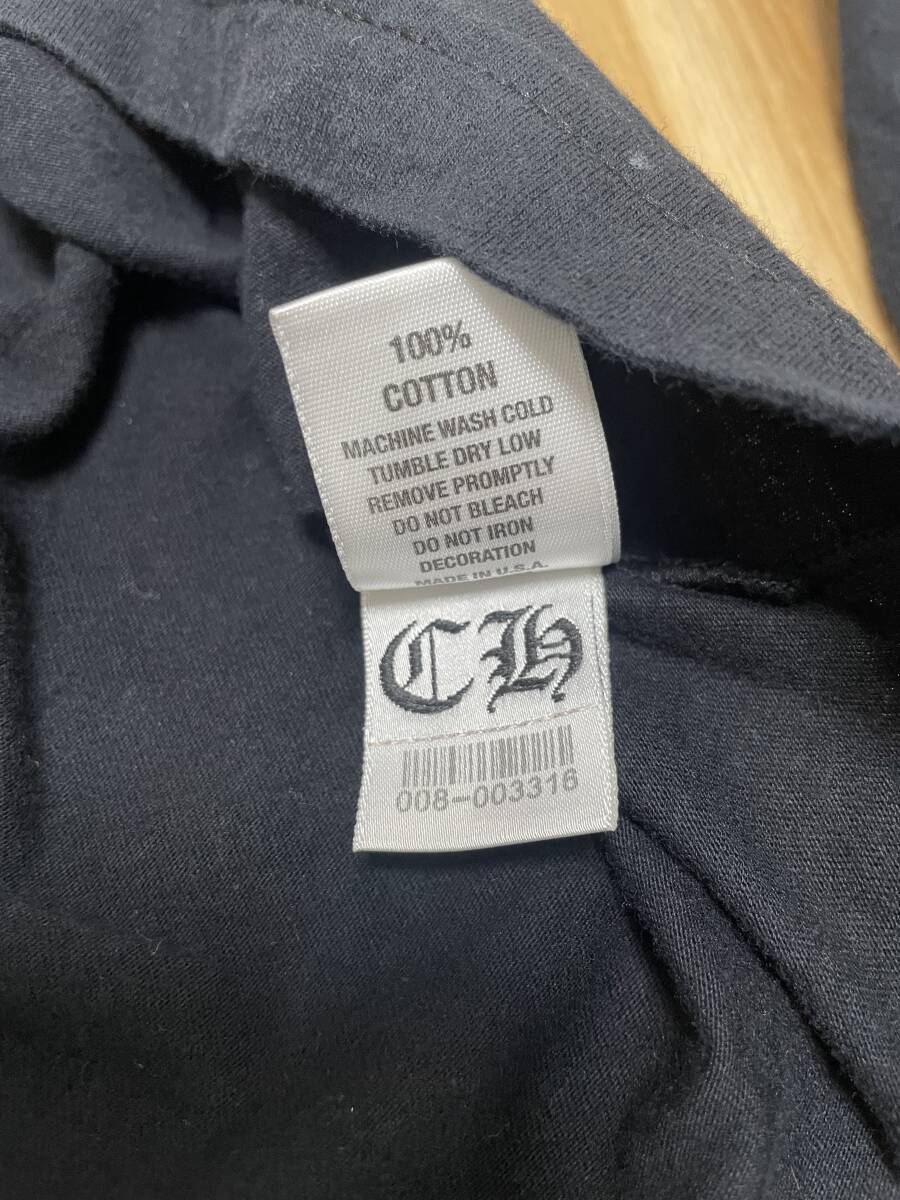 100%
COTTON
MACHINE WASH COLD
TUMBLE DRY LOW
REMOVE PROMPTLY
DO NOT BLEACH
DO NOT IRON
DECORATION
MADE IN U.S.A.
CH
008-003316